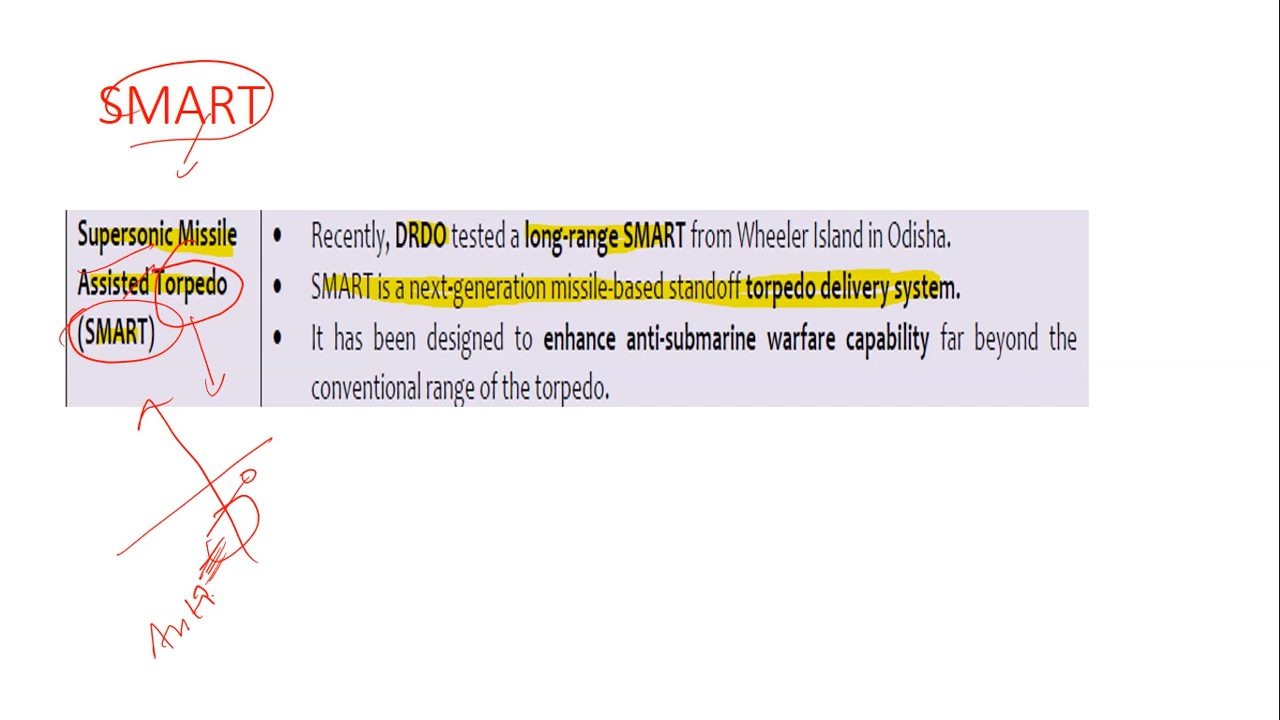 SMART
Supersonic Missile
Assisted Torpedo
(SMART)
• Recently, DRDO tested a long-range SMART from Wheeler Island in Odisha.
• SMART is a next-generation missile-based standoff torpedo delivery system.
• It has been designed to enhance anti-submarine warfare capability far beyond the
conventional range of the torpedo.